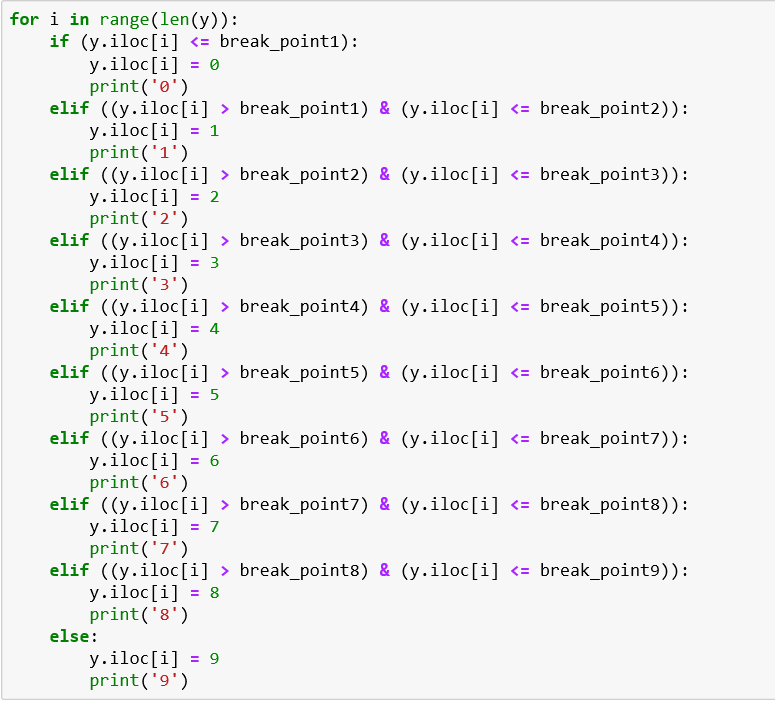 for i in range(len(y)):
    if (y.iloc[i] <= break_point1):
        y.iloc[i] = 0
        print('0')
    elif ((y.iloc[i] > break_point1) & (y.iloc[i] <= break_point2)):
        y.iloc[i] = 1
        print('1')
    elif ((y.iloc[i] > break_point2) & (y.iloc[i] <= break_point3)):
        y.iloc[i] = 2
        print('2')
    elif ((y.iloc[i] > break_point3) & (y.iloc[i] <= break_point4)):
        y.iloc[i] = 3
        print('3')
    elif ((y.iloc[i] > break_point4) & (y.iloc[i] <= break_point5)):
        y.iloc[i] = 4
        print('4')
    elif ((y.iloc[i] > break_point5) & (y.iloc[i] <= break_point6)):
        y.iloc[i] = 5
        print('5')
    elif ((y.iloc[i] > break_point6) & (y.iloc[i] <= break_point7)):
        y.iloc[i] = 6
        print('6')
    elif ((y.iloc[i] > break_point7) & (y.iloc[i] <= break_point8)):
        y.iloc[i] = 7
        print('7')
    elif ((y.iloc[i] > break_point8) & (y.iloc[i] <= break_point9)):
        y.iloc[i] = 8
        print('8')
    else:
        y.iloc[i] = 9
        print('9')